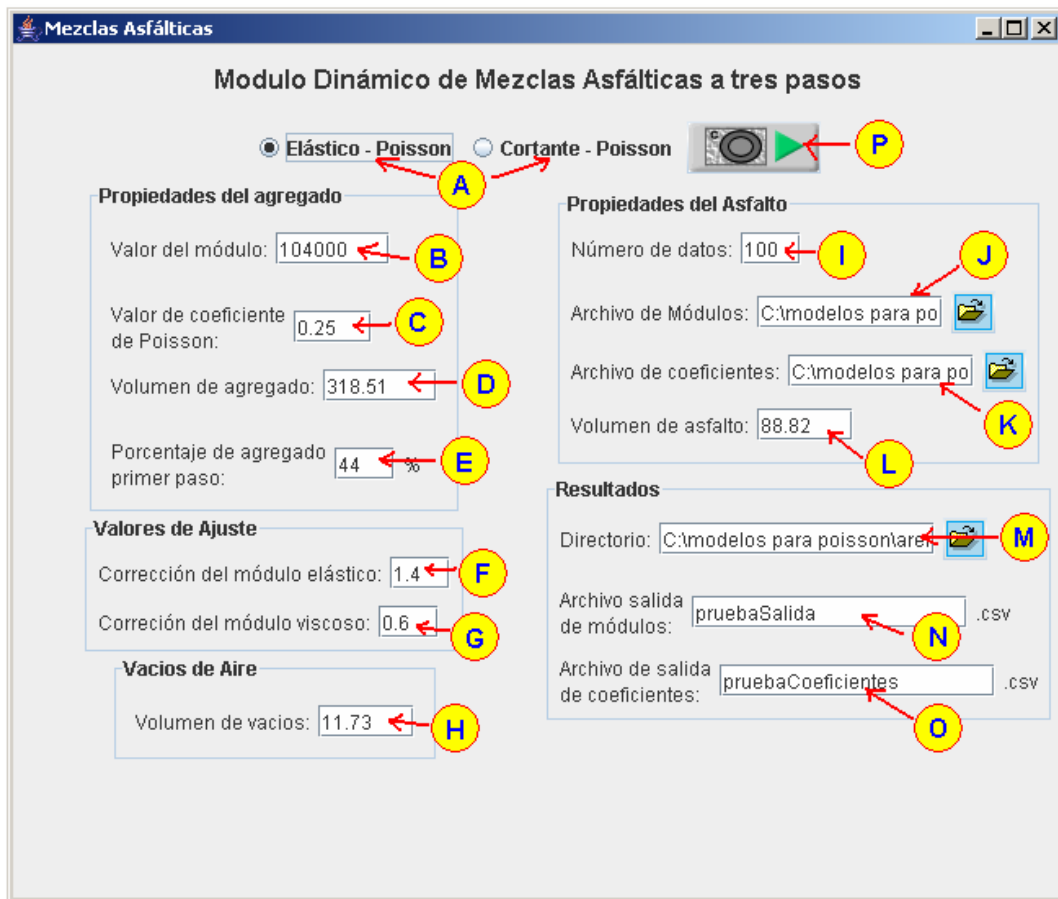 Mezclas Asfálticas
Modulo Dinámico de Mezclas Asfálticas a tres pasos
Elástico - Poisson Cortante - Poisson P
A
Propiedades del agregado
Valor del módulo: 104000 B
Valor de coeficiente
de Poisson: 0.25 C
Volumen de agregado: 318.51 D
Porcentaje de agregado
primer paso: 44 % E
Valores de Ajuste
Corrección del módulo elástico: 1.4 F
Correción del módulo viscoso: 0.6 G
Vacios de Aire
Volumen de vacios: 11.73 H
Propiedades del Asfalto
Número de datos: 100 I J
Archivo de Módulos: C:\modelos para po
Archivo de coeficientes: C:\modelos para po
K
Volumen de asfalto: 88.82 L
Resultados
Directorio: C:\modelos para poisson\arer M
Archivo salida
de módulos: pruebaSalida .csv N
Archivo de salida
de coeficientes: pruebaCoeficientes .csv
O